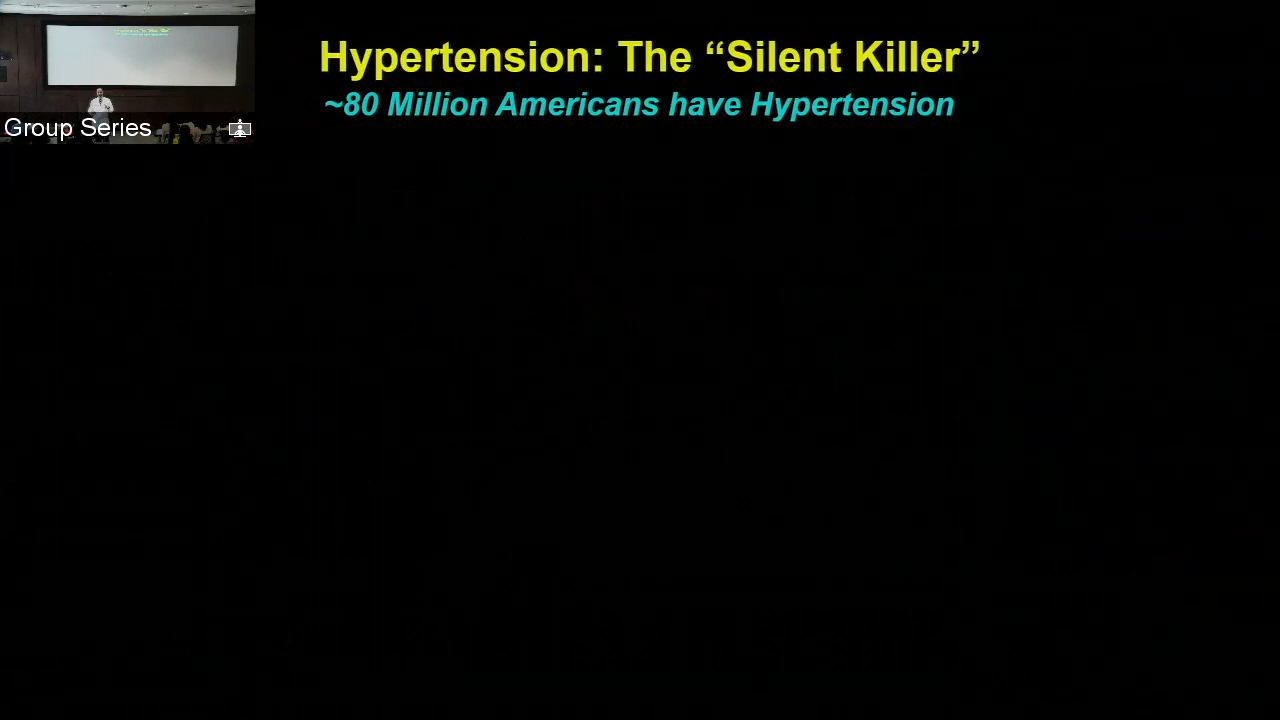 Hypertension: The “Silent Killer”
~80 Million Americans have Hypertension
Group Series